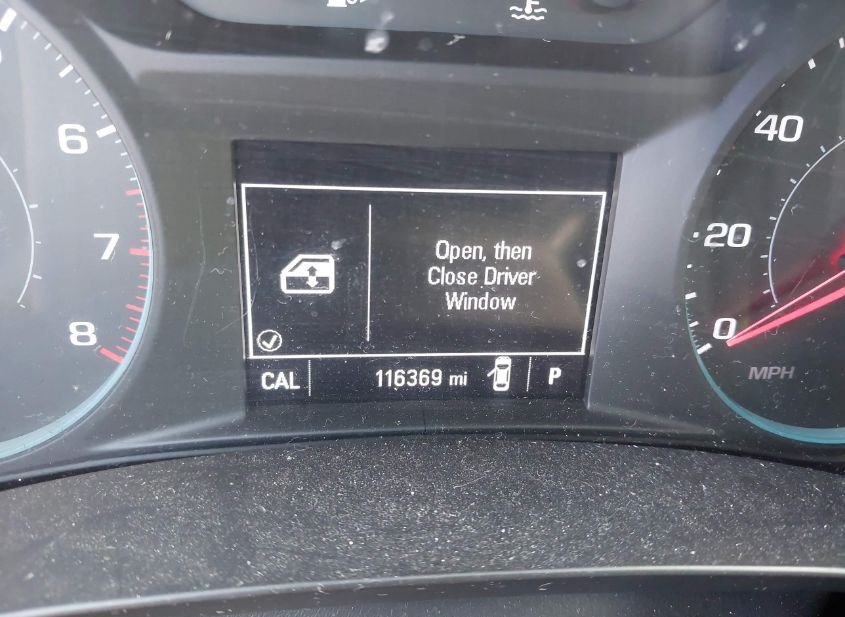 6
7
8
Open, then
Close Driver
Window
CAL
116369 mi
P
40
20
0
MPH